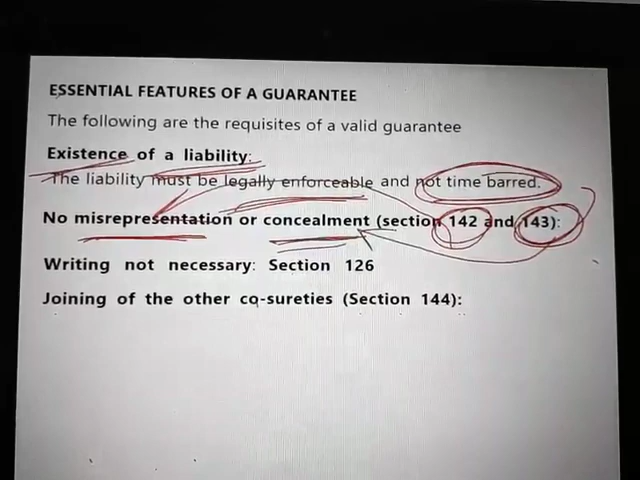 ESSENTIAL FEATURES OF A GUARANTEE
The following are the requisites of a valid guarantee
Existence of a liability:
The liability must be legally enforceable and not time barred.
No misrepresentation or concealment (section 142 and 143):
Writing not necessary: Section 126
Joining of the other co-sureties (Section 144):